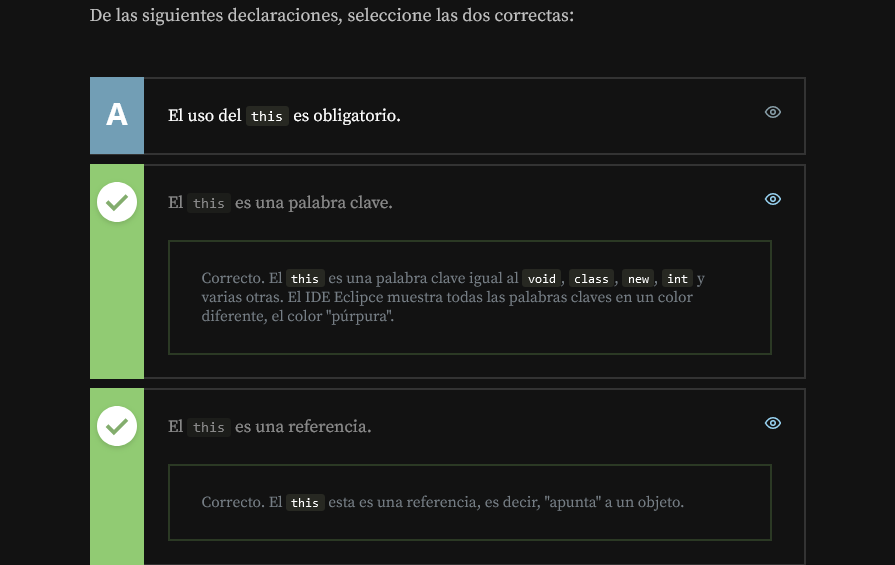 De las siguientes declaraciones, seleccione las dos correctas:
A
El uso del this es obligatorio.
El this es una palabra clave.
Correcto. El this es una palabra clave igual al void, class, new, int y
varias otras. El IDE Eclipce muestra todas las palabras claves en un color
diferente, el color "púrpura".
El this es una referencia.
Correcto. El this esta es una referencia, es decir, "apunta" a un objeto.